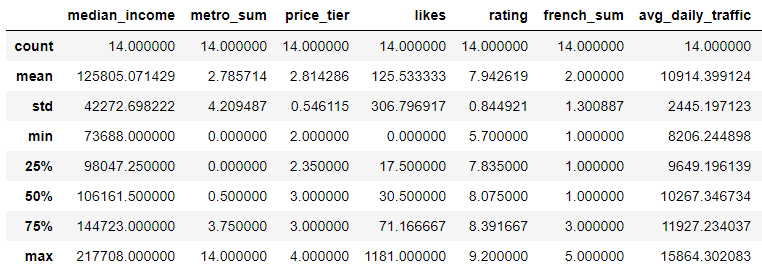 median_income metro_sum price_tier likes rating french_sum avg_daily_traffic
count 14.000000 14.000000 14.000000 14.000000 14.000000 14.000000 14.000000
mean 125805.071429 2.785714 2.814286 125.533333 7.942619 2.000000 10914.399124
std 42272.698222 4.209487 0.546115 306.796917 0.844921 1.300887 2445.197123
min 73688.000000 0.000000 2.000000 0.000000 5.700000 1.000000 8206.244898
25% 98047.250000 0.000000 2.350000 17.500000 7.835000 1.000000 9649.196139
50% 106161.500000 0.500000 3.000000 30.500000 8.075000 1.000000 10267.346734
75% 144723.000000 3.750000 3.000000 71.166667 8.391667 3.000000 11927.234037
max 217708.000000 14.000000 4.000000 1181.000000 9.200000 5.000000 15864.302083